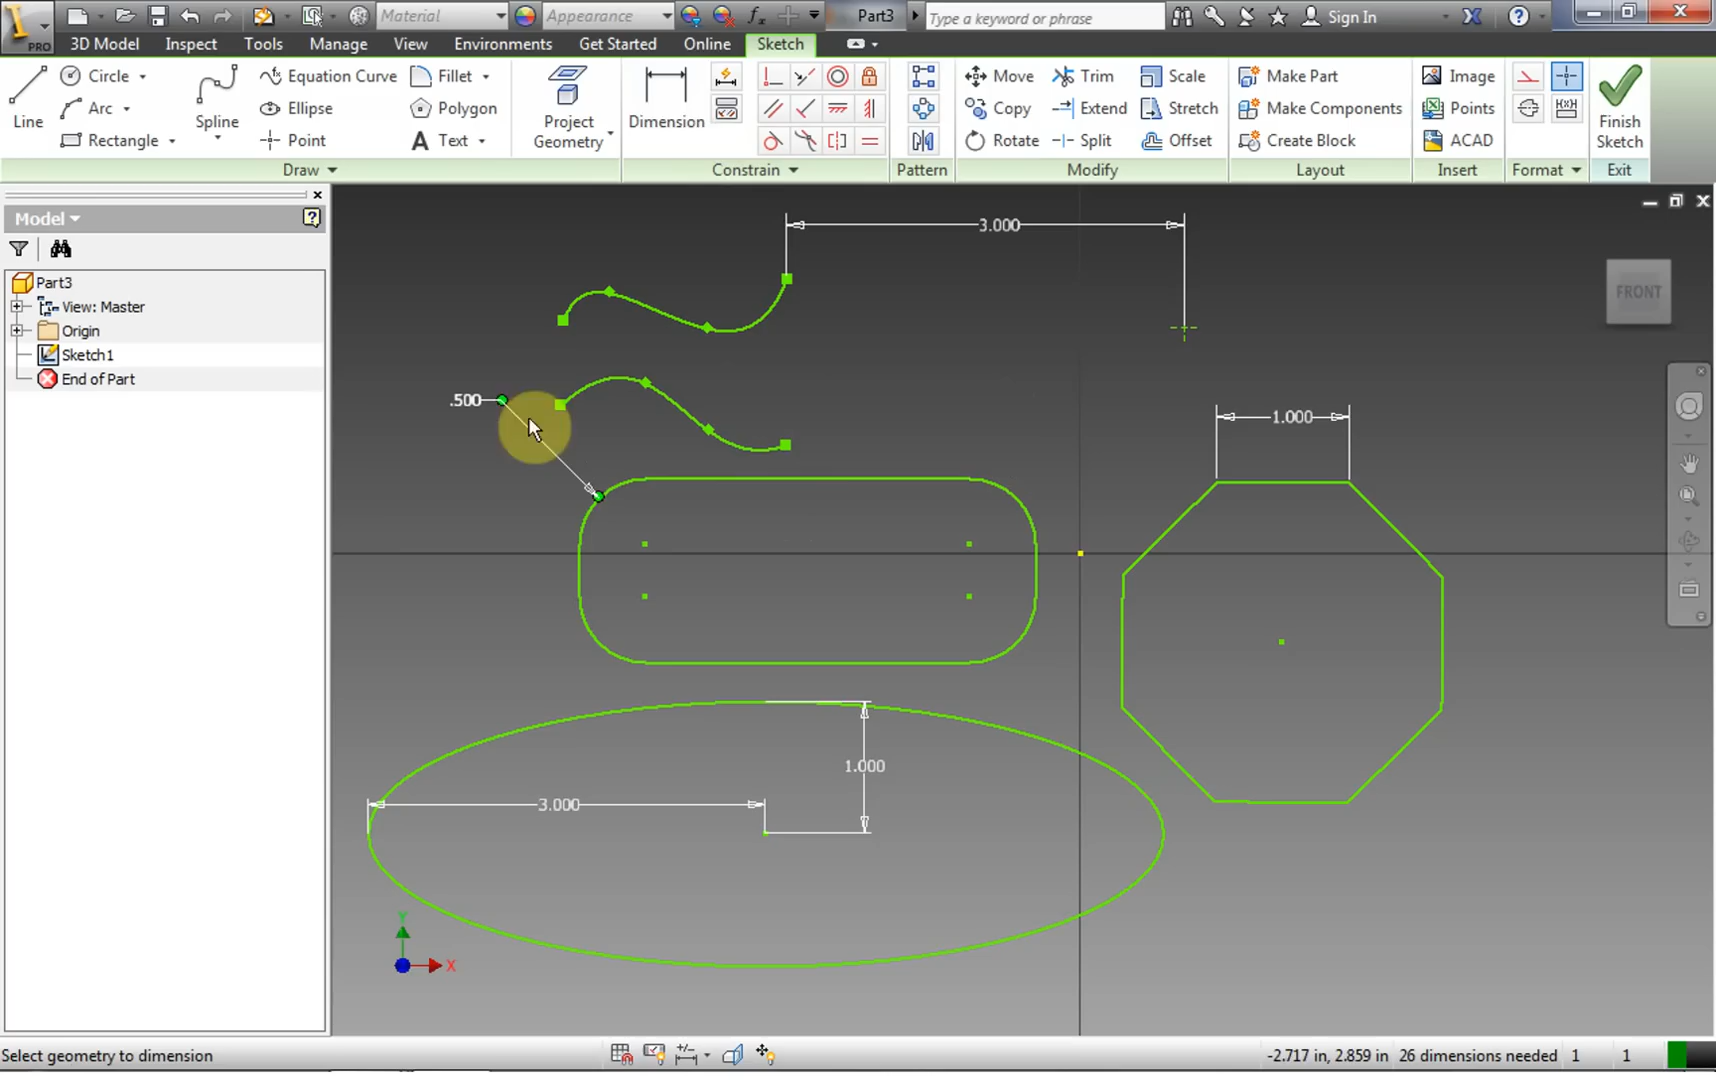 Material
Appearance
fx
Part3
Type a keyword or phrase
Sign In
PRO
3D Model
Inspect
Tools
Manage
View
Environments
Get Started
Online
Sketch
Line
Circle
Arc
Rectangle
Spline
Equation Curve
Ellipse
Point
Fillet
Polygon
Text
Project
Geometry
Dimension
Move
Copy
Rotate
Trim
Extend
Split
Scale
Stretch
Offset
Make Part
Make Components
Create Block
Image
Points
ACAD
Finish
Sketch
Draw
Constrain
Pattern
Modify
Layout
Insert
Format
Exit
Model
Part3
View: Master
Origin
Sketch1
End of Part
3.000
FRONT
.500
1.000
1.000
3.000
Y
X
Select geometry to dimension
-2.717 in, 2.859 in
26 dimensions needed
1
1